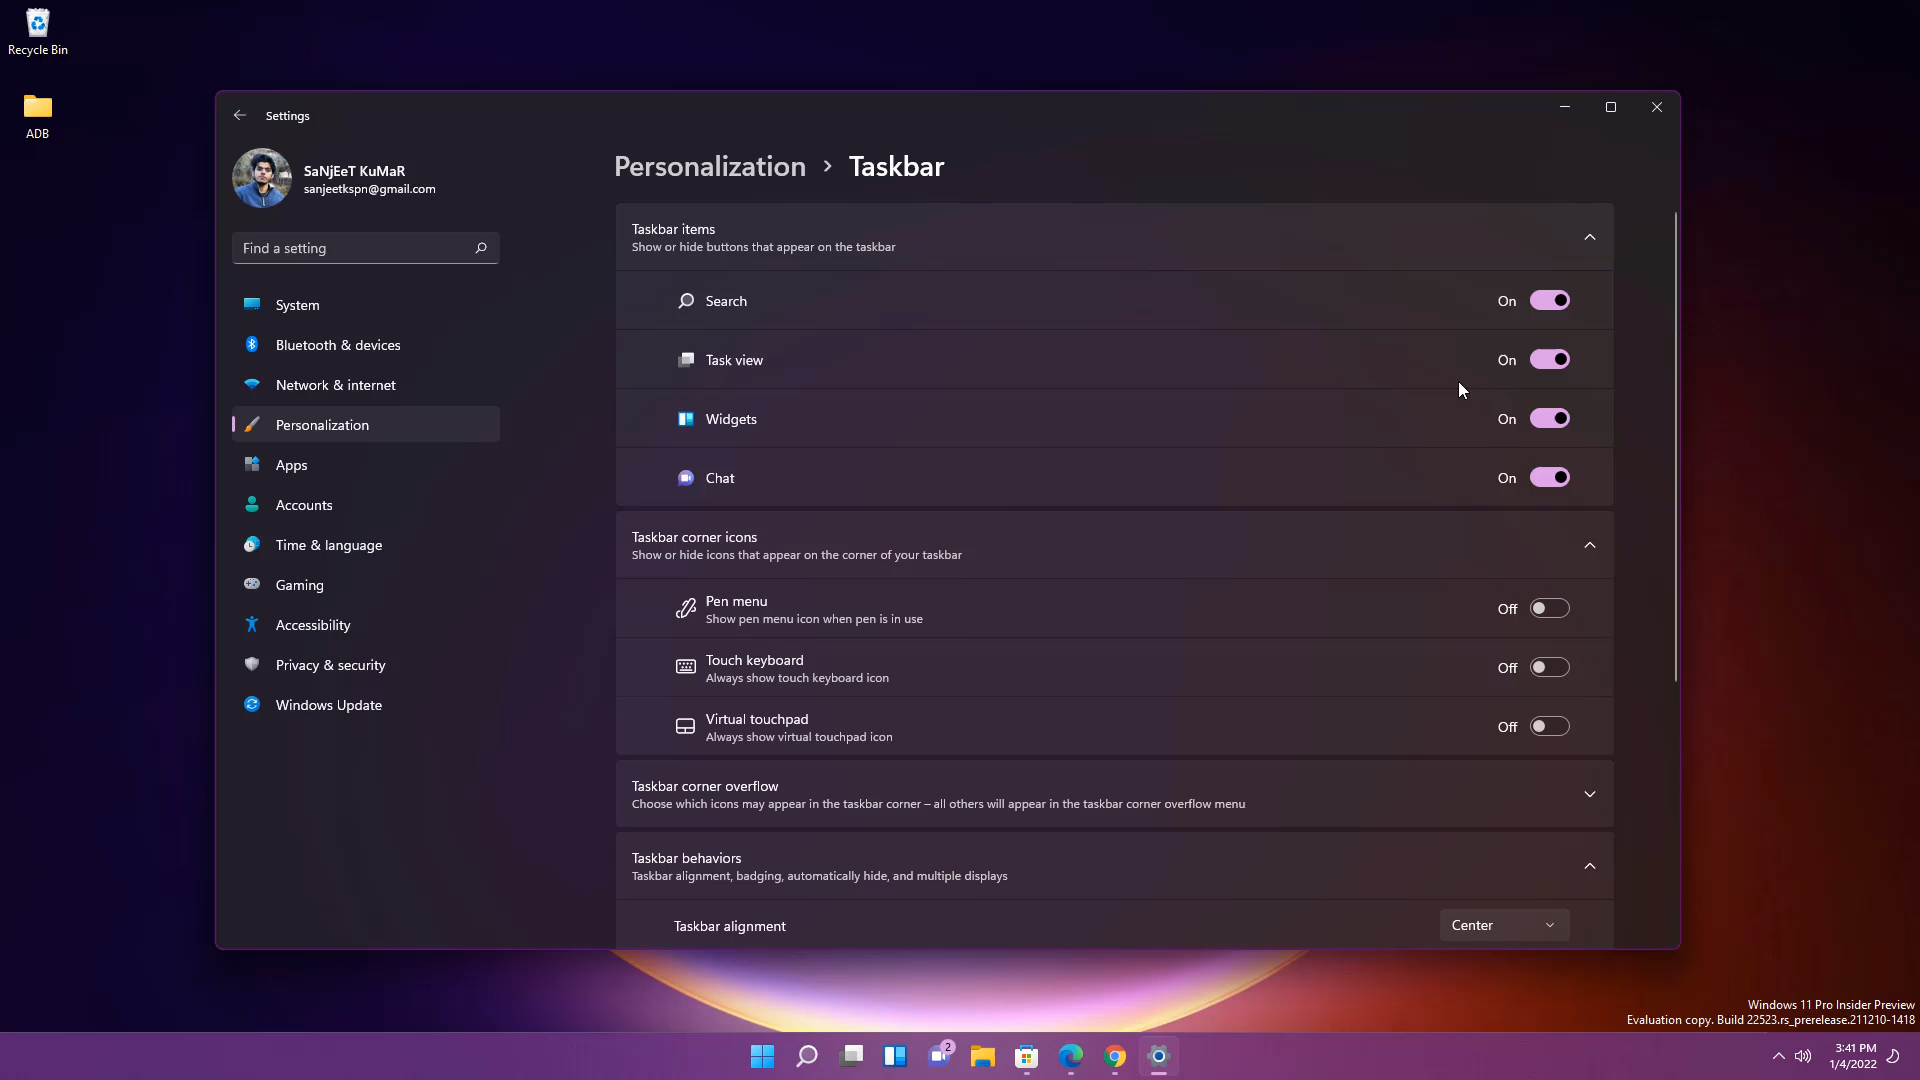 Recycle Bin
ADB
Settings
SaNjEeT KuMaR
sanjeetkspn@gmail.com
Find a setting
System
Bluetooth & devices
Network & internet
Personalization
Apps
Accounts
Time & language
Gaming
Accessibility
Privacy & security
Windows Update
Personalization > Taskbar
Taskbar items
Show or hide buttons that appear on the taskbar
Search On
Task view On
Widgets On
Chat On
Taskbar corner icons
Show or hide icons that appear on the corner of your taskbar
Pen menu
Show pen menu icon when pen is in use
Off
Touch keyboard
Always show touch keyboard icon
Off
Virtual touchpad
Always show virtual touchpad icon
Off
Taskbar corner overflow
Choose which icons may appear in the taskbar corner – all others will appear in the taskbar corner overflow menu
Taskbar behaviors
Taskbar alignment, badging, automatically hide, and multiple displays
Taskbar alignment Center
Windows 11 Pro Insider Preview
Evaluation copy. Build 22523.rs_prerelease.211210-1418
2
3:41 PM
1/4/2022